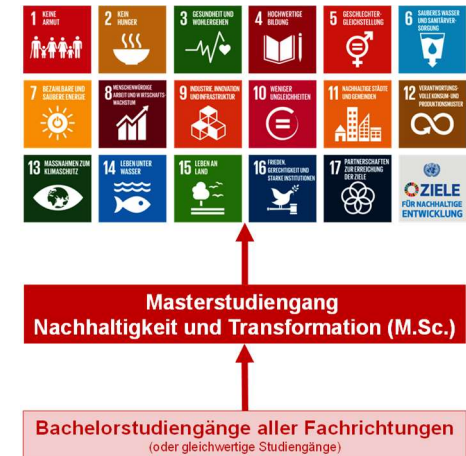 1 KEINE ARMUT
2 KEIN HUNGER
3 GESUNDHEIT UND WOHLERGEHEN
4 HOCHWERTIGE BILDUNG
5 GESCHLECHTER-
GLEICHSTELLUNG
6 SAUBERES WASSER
UND SANITÄRVER-
SORGUNG
7 BEZAHLBARE UND
SAUBERE ENERGIE
8 MENSCHENWÜRDIGE
ARBEIT UND WIRTSCHAFTS-
WACHSTUM
9 INDUSTRIE, INNOVATION
UND INFRASTRUKTUR
10 WENIGER
UNGLEICHHEITEN
11 NACHHALTIGE STÄDTE
UND GEMEINDEN
12 VERANTWORTUNGS-
VOLLE KONSUM- UND
PRODUKTIONSMUSTER
13 MASSNAHMEN ZUM
KLIMASCHUTZ
14 LEBEN UNTER
WASSER
15 LEBEN AN
LAND
16 FRIEDEN,
GERECHTIGKEIT UND
STARKE INSTITUTIONEN
17 PARTNERSCHAFTEN
ZUR ERREICHUNG
DER ZIELE
ZIELE
FÜR NACHHALTIGE
ENTWICKLUNG
Masterstudiengang
Nachhaltigkeit und Transformation (M.Sc.)
Bachelorstudiengänge aller Fachrichtungen
(oder gleichwertige Studiengänge)